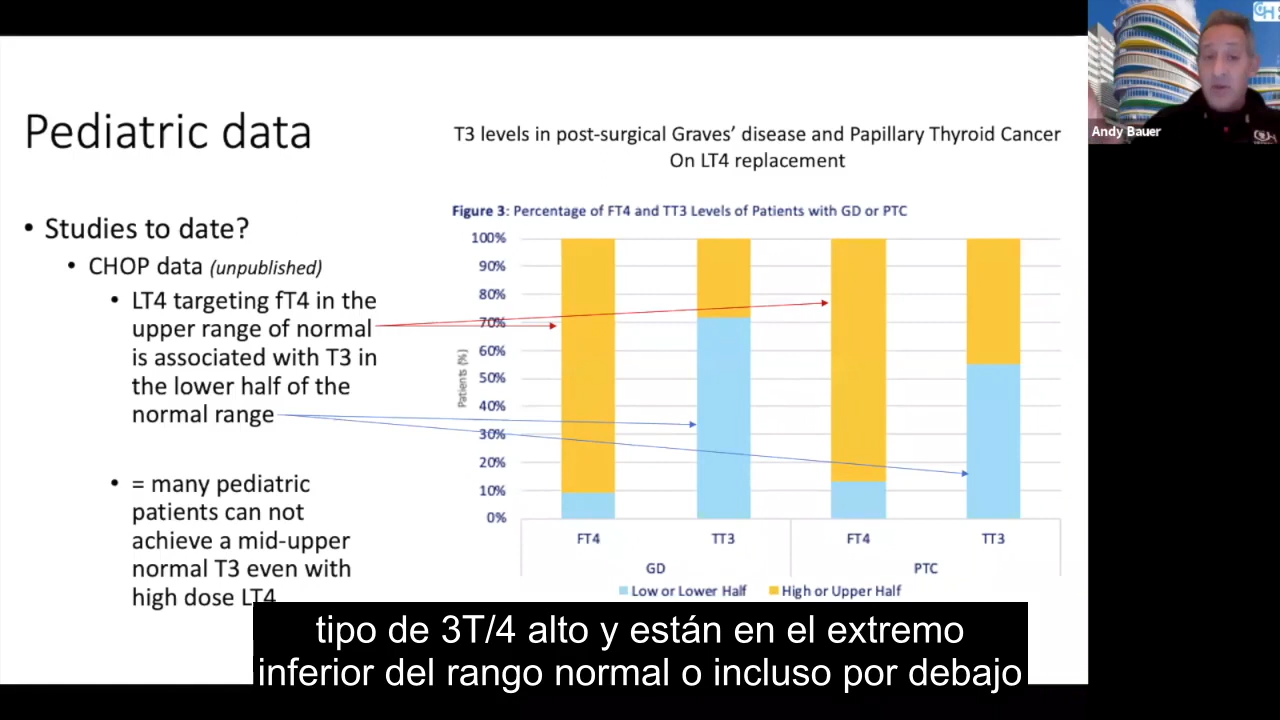 Pediatric data
• Studies to date?
• CHOP data (unpublished)
• LT4 targeting fT4 in the
upper range of normal
is associated with T3 in
the lower half of the
normal range
• = many pediatric
patients can not
achieve a mid-upper
normal T3 even with
high dose LT4
T3 levels in post-surgical Graves’ disease and Papillary Thyroid Cancer
On LT4 replacement
Figure 3: Percentage of FT4 and TT3 Levels of Patients with GD or PTC
Patients (%)
100%
90%
80%
70%
60%
50%
40%
30%
20%
10%
0%
FT4 TT3 FT4 TT3
GD PTC
Low or Lower Half High or Upper Half
Andy Bauer
tipo de 3T/4 alto y están en el extremo
inferior del rango normal o incluso por debajo